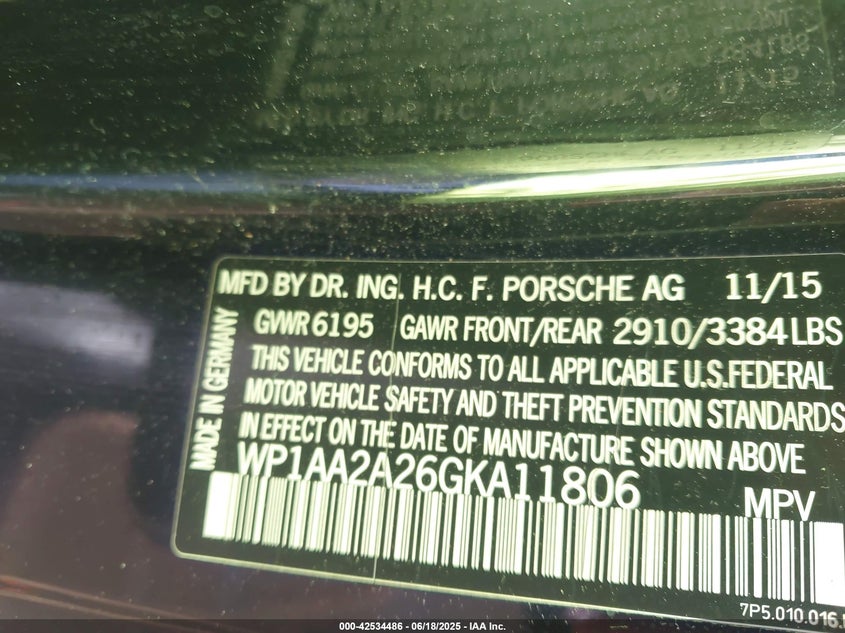 MFD BY DR. ING. H.C. F. PORSCHE AG 11/15
GVWR 6195 GAWR FRONT/REAR 2910/3384 LBS
THIS VEHICLE CONFORMS TO ALL APPLICABLE U.S.FEDERAL
MOTOR VEHICLE SAFETY AND THEFT PREVENTION STANDARDS
IN EFFECT ON THE DATE OF MANUFACTURE SHOWN ABOVE
WP1AA2A26GKA11806 MPV
MADE IN GERMANY
7P5.010.016.
000-42534486 - 06/18/2025 - IAA Inc.